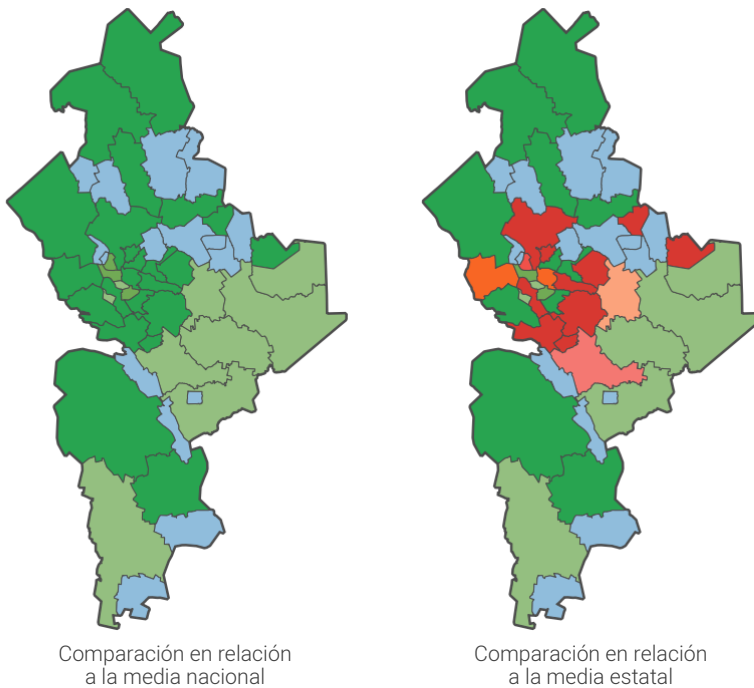 Comparación en relación
a la media nacional
Comparación en relación
a la media estatal